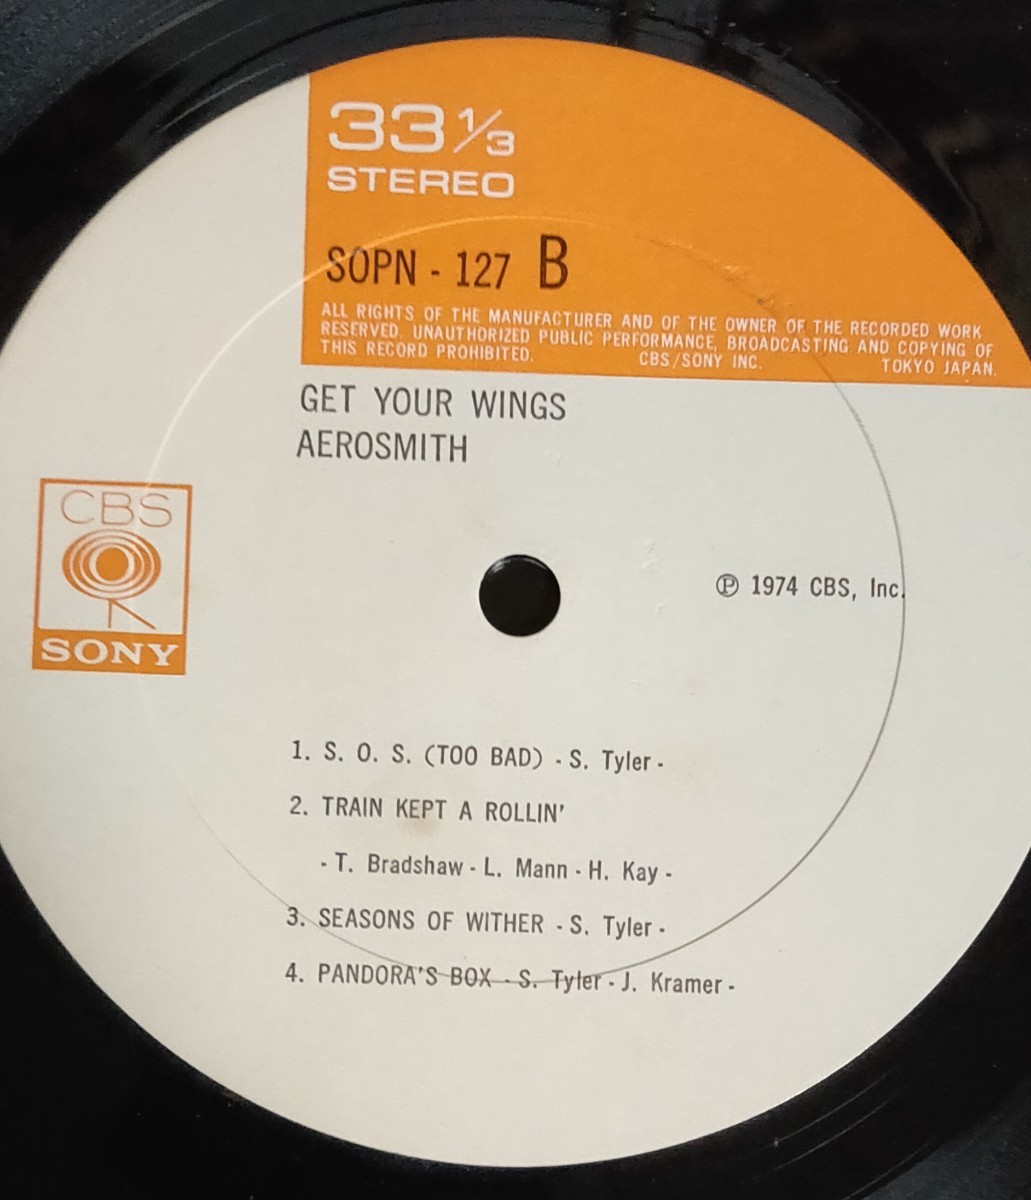 33 1/3
STEREO
SOPN - 127 B
ALL RIGHTS OF THE MANUFACTURER AND OF THE OWNER OF THE RECORDED WORK
RESERVED. UNAUTHORIZED PUBLIC PERFORMANCE, BROADCASTING AND COPYING OF
THIS RECORD PROHIBITED. CBS/SONY INC. TOKYO JAPAN.
GET YOUR WINGS
AEROSMITH
CBS
SONY
℗ 1974 CBS, Inc.
1. S. O. S. (TOO BAD) - S. Tyler -
2. TRAIN KEPT A ROLLIN'
- T. Bradshaw - L. Mann - H. Kay -
3. SEASONS OF WITHER - S. Tyler -
4. PANDORA'S BOX - S. Tyler - J. Kramer -